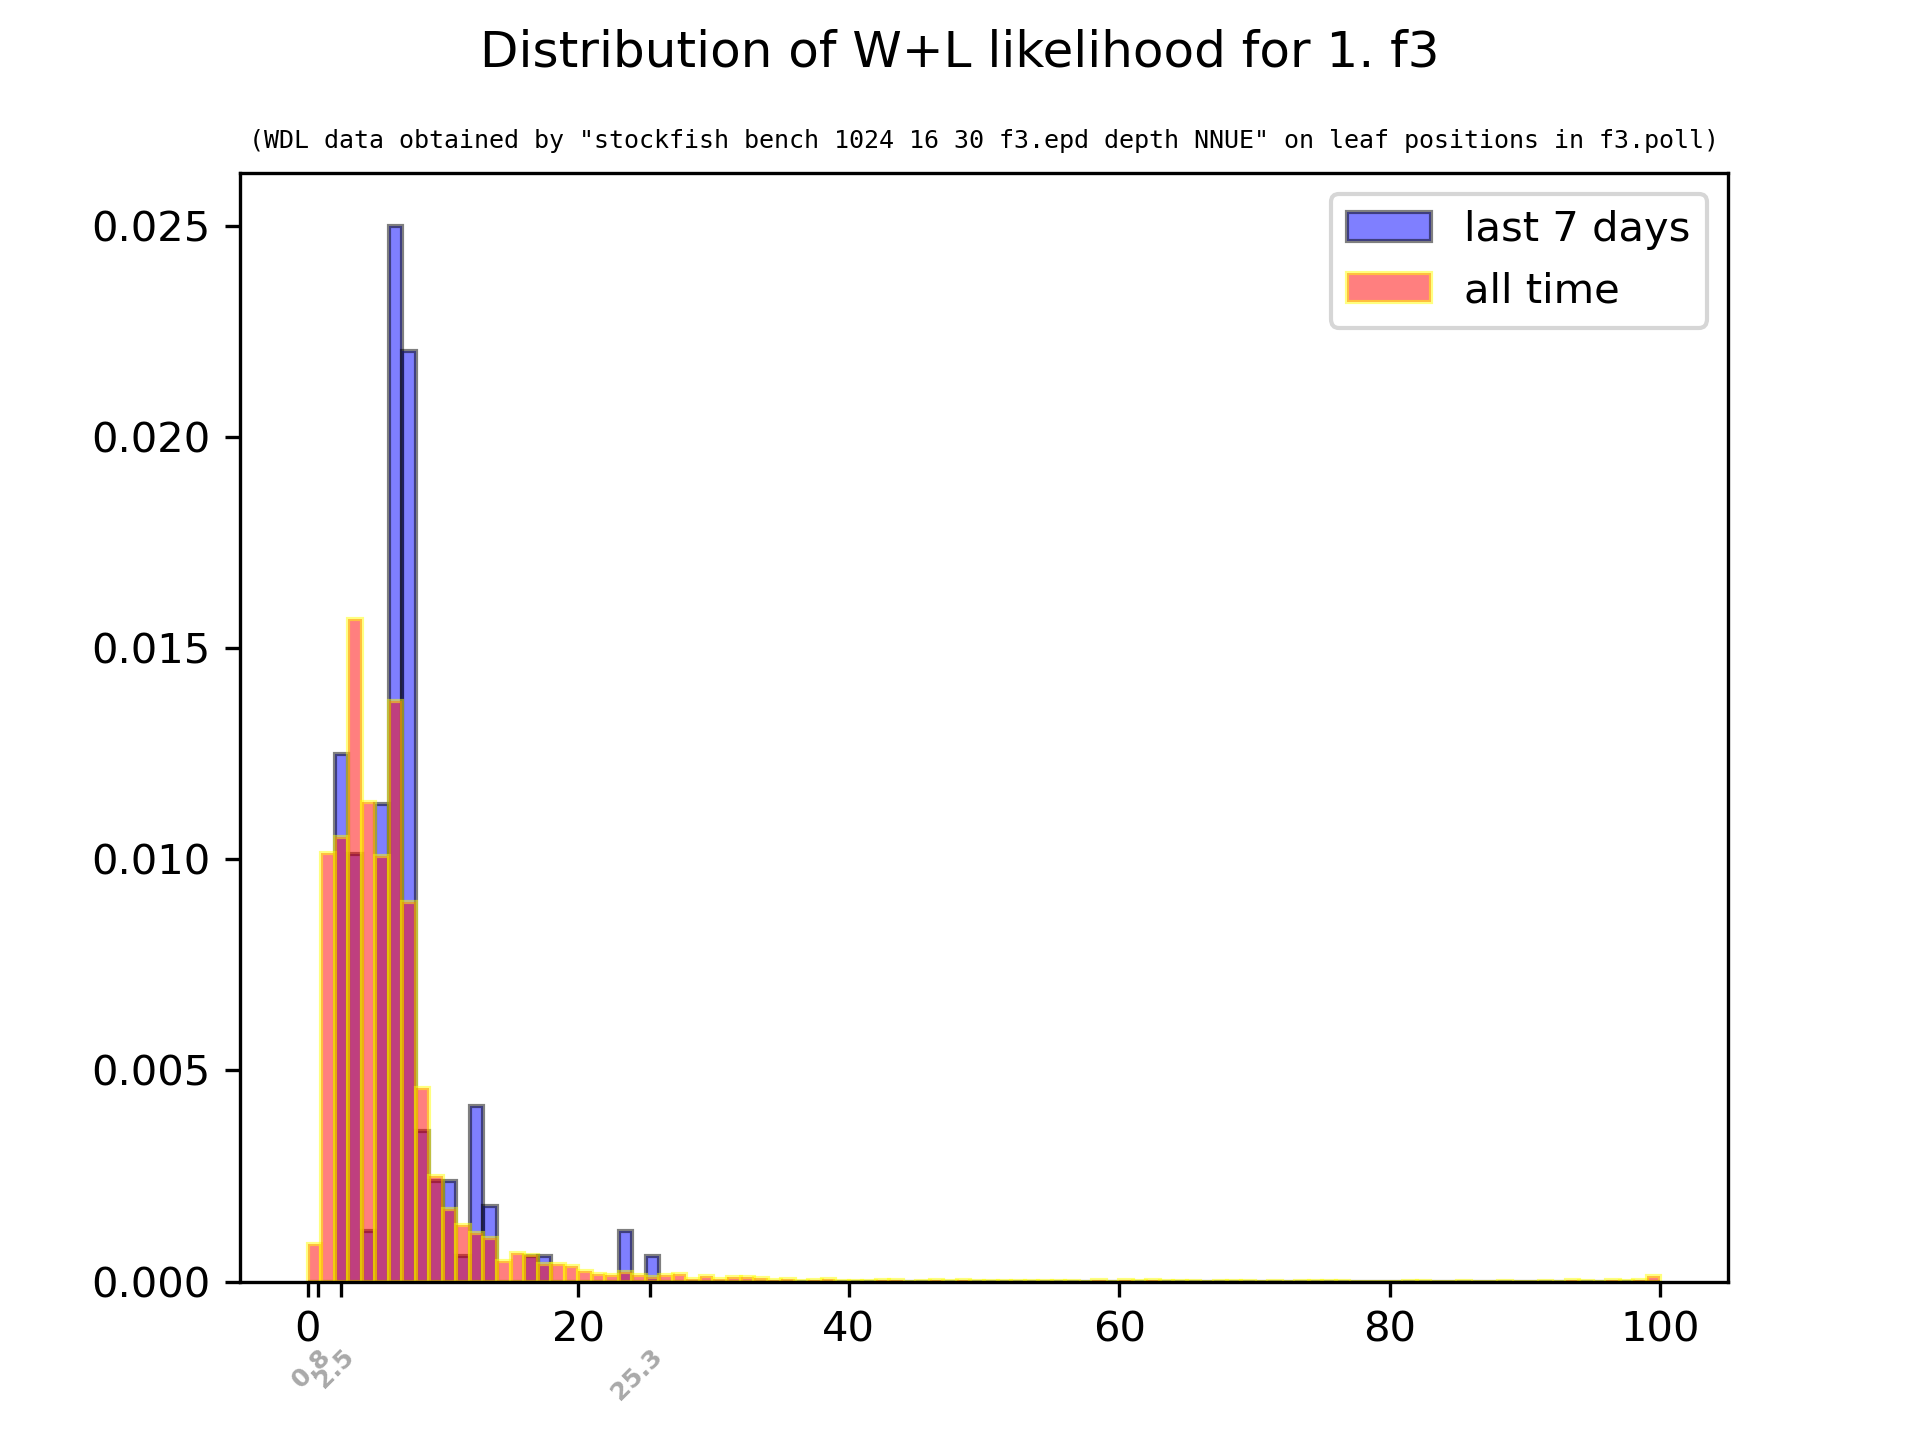 Distribution of W+L likelihood for 1. f3
(WDL data obtained by "stockfish bench 1024 16 30 f3.epd depth NNUE" on leaf positions in f3.poll)
last 7 days
all time
0.025
0.020
0.015
0.010
0.005
0.000
0 20 40 60 80 100
0.8 2.5 25.3